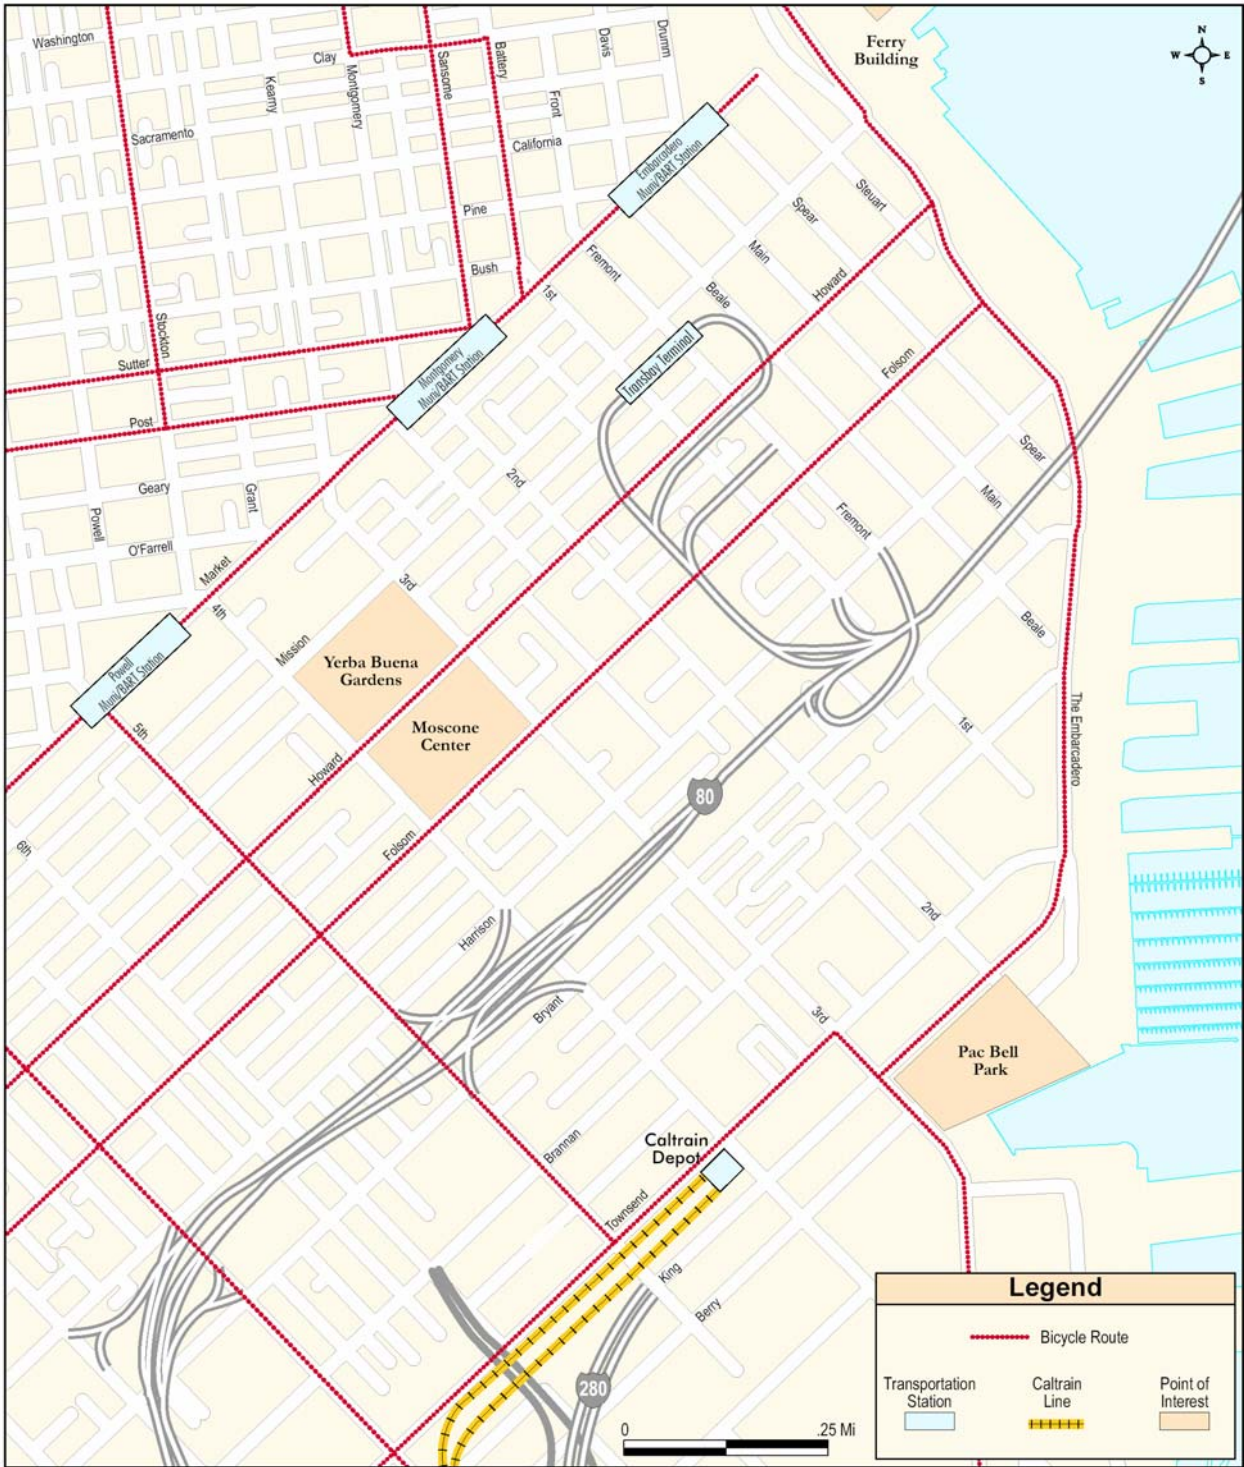 Washington
Clay
Montgomery
Sansome
Battery
Davis
Drumm
Ferry
Building
N
W
E
S
Kearny
Front
Sacramento
California
Embarcadero
Muni/BART Station
Pine
Spear
Steuart
Bush
Fremont
Main
Howard
Beale
1st
Stockton
Sutter
Montgomery
Muni/BART Station
Transbay Terminal
Folsom
Post
Geary
Grant
2nd
Spear
Main
Powell
O'Farrell
Fremont
Market
3rd
4th
Mission
Beale
Powell
Muni/BART Station
Yerba Buena
Gardens
5th
Moscone
Center
1st
The Embarcadero
Howard
80
6th
Folsom
Harrison
2nd
Bryant
3rd
Pac Bell
Park
Brannan
Caltrain
Depot
Townsend
King
Berry
280
0
.25 Mi
Legend
Bicycle Route
Transportation
Station
Caltrain
Line
Point of
Interest